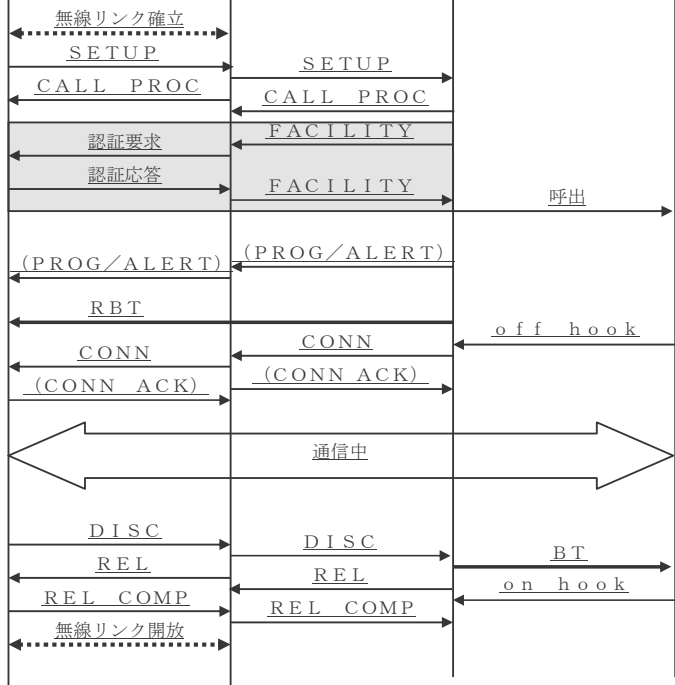 無線リンク確立
ＳＥＴＵＰ
ＳＥＴＵＰ
ＣＡＬＬ　ＰＲＯＣ
ＣＡＬＬ　ＰＲＯＣ
ＦＡＣＩＬＩＴＹ
認証要求
認証応答
ＦＡＣＩＬＩＴＹ
呼出
（ＰＲＯＧ／ＡＬＥＲＴ）
（ＰＲＯＧ／ＡＬＥＲＴ）
ＲＢＴ
ｏｆｆ　ｈｏｏｋ
ＣＯＮＮ
ＣＯＮＮ
（ＣＯＮＮ ＡＣＫ）
（ＣＯＮＮ　ＡＣＫ）
通信中
ＤＩＳＣ
ＤＩＳＣ
ＢＴ
ＲＥＬ
ＲＥＬ
ｏｎ　ｈｏｏｋ
ＲＥＬ　ＣＯＭＰ
ＲＥＬ　ＣＯＭＰ
無線リンク開放